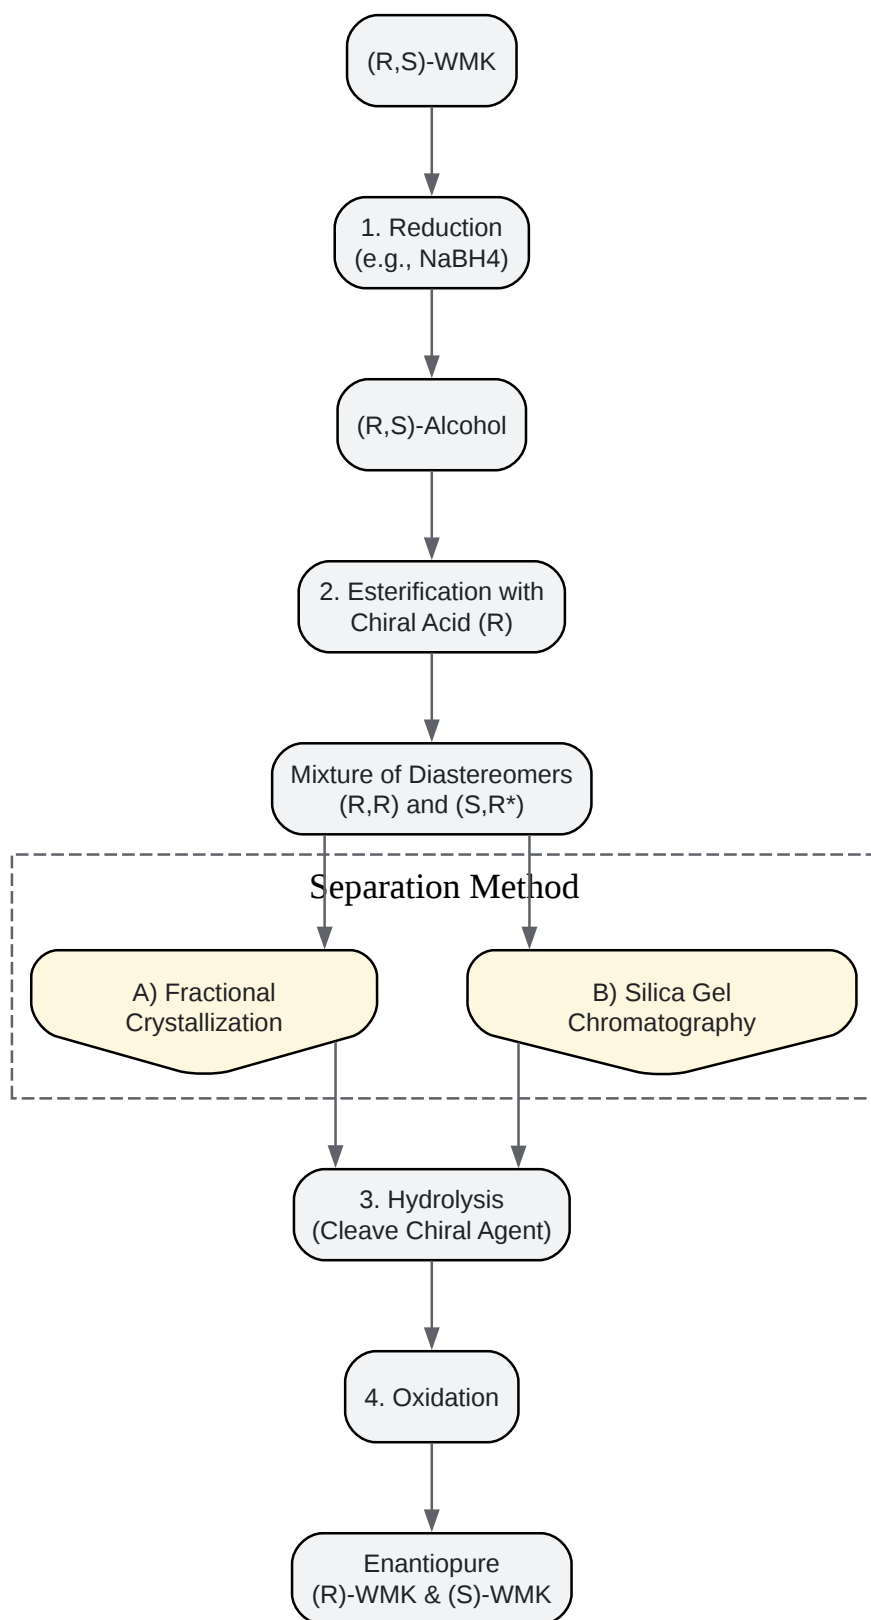 (R,S)-WMK
1. Reduction
(e.g., NaBH4)
(R,S)-Alcohol
2. Esterification with
Chiral Acid (R)
Mixture of Diastereomers
(R,R) and (S,R*)
Separation Method
A) Fractional
Crystallization
B) Silica Gel
Chromatography
3. Hydrolysis
(Cleave Chiral Agent)
4. Oxidation
Enantiopure
(R)-WMK & (S)-WMK